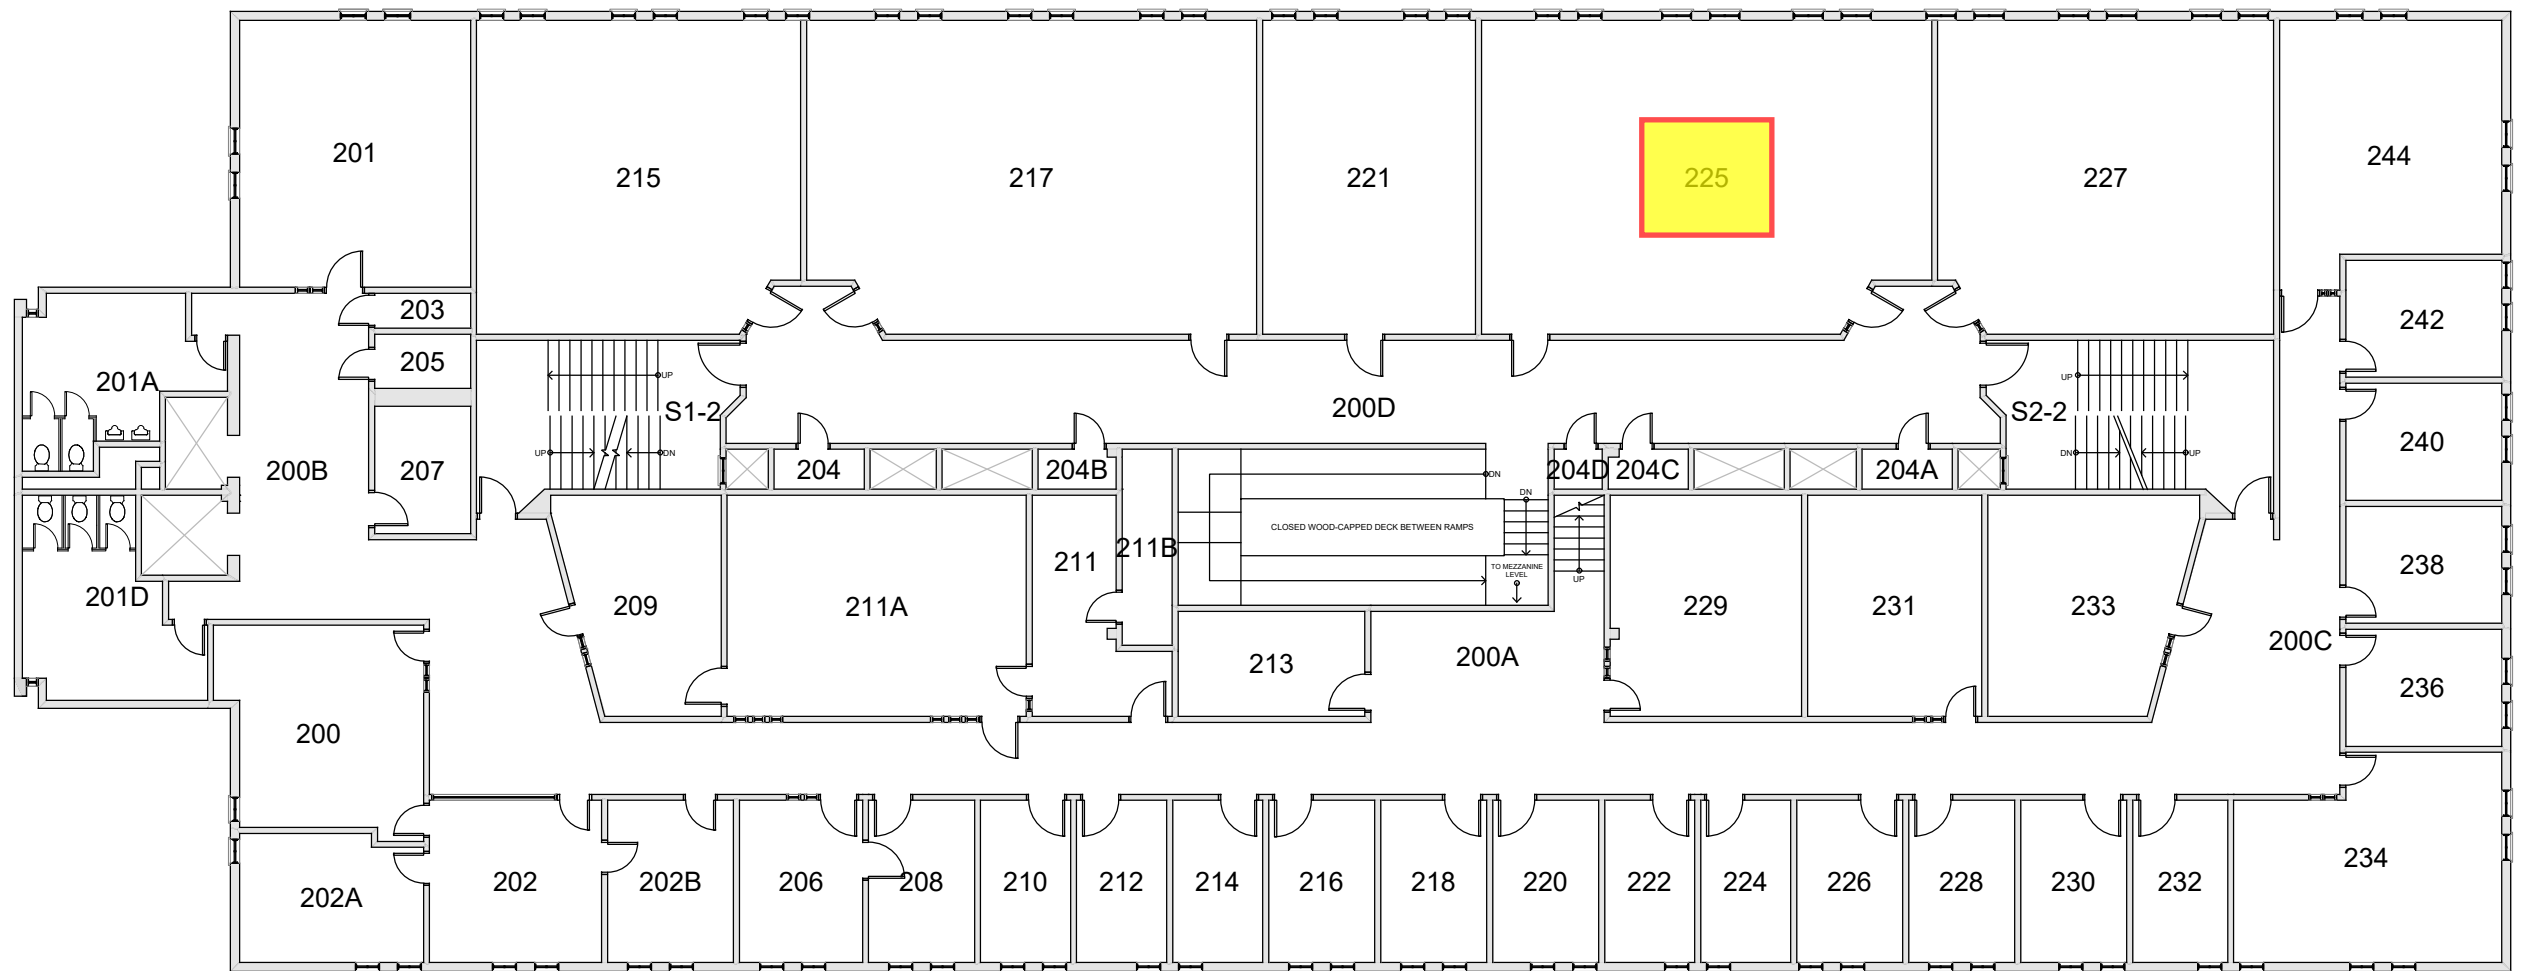 201
215
217
221
225
227
244
203
205
242
201A
UP
S1-2
200D
UP
S2-2
240
200B
207
UP
DN
204
204B
DN
204D
204C
204A
DN
UP
DN
CLOSED WOOD-CAPPED DECK BETWEEN RAMPS
211
211B
TO MEZZANINE
LEVEL
UP
238
201D
209
211A
229
231
233
200C
213
200A
236
200
234
202A
202
202B
206
208
210
212
214
216
218
220
222
224
226
228
230
232